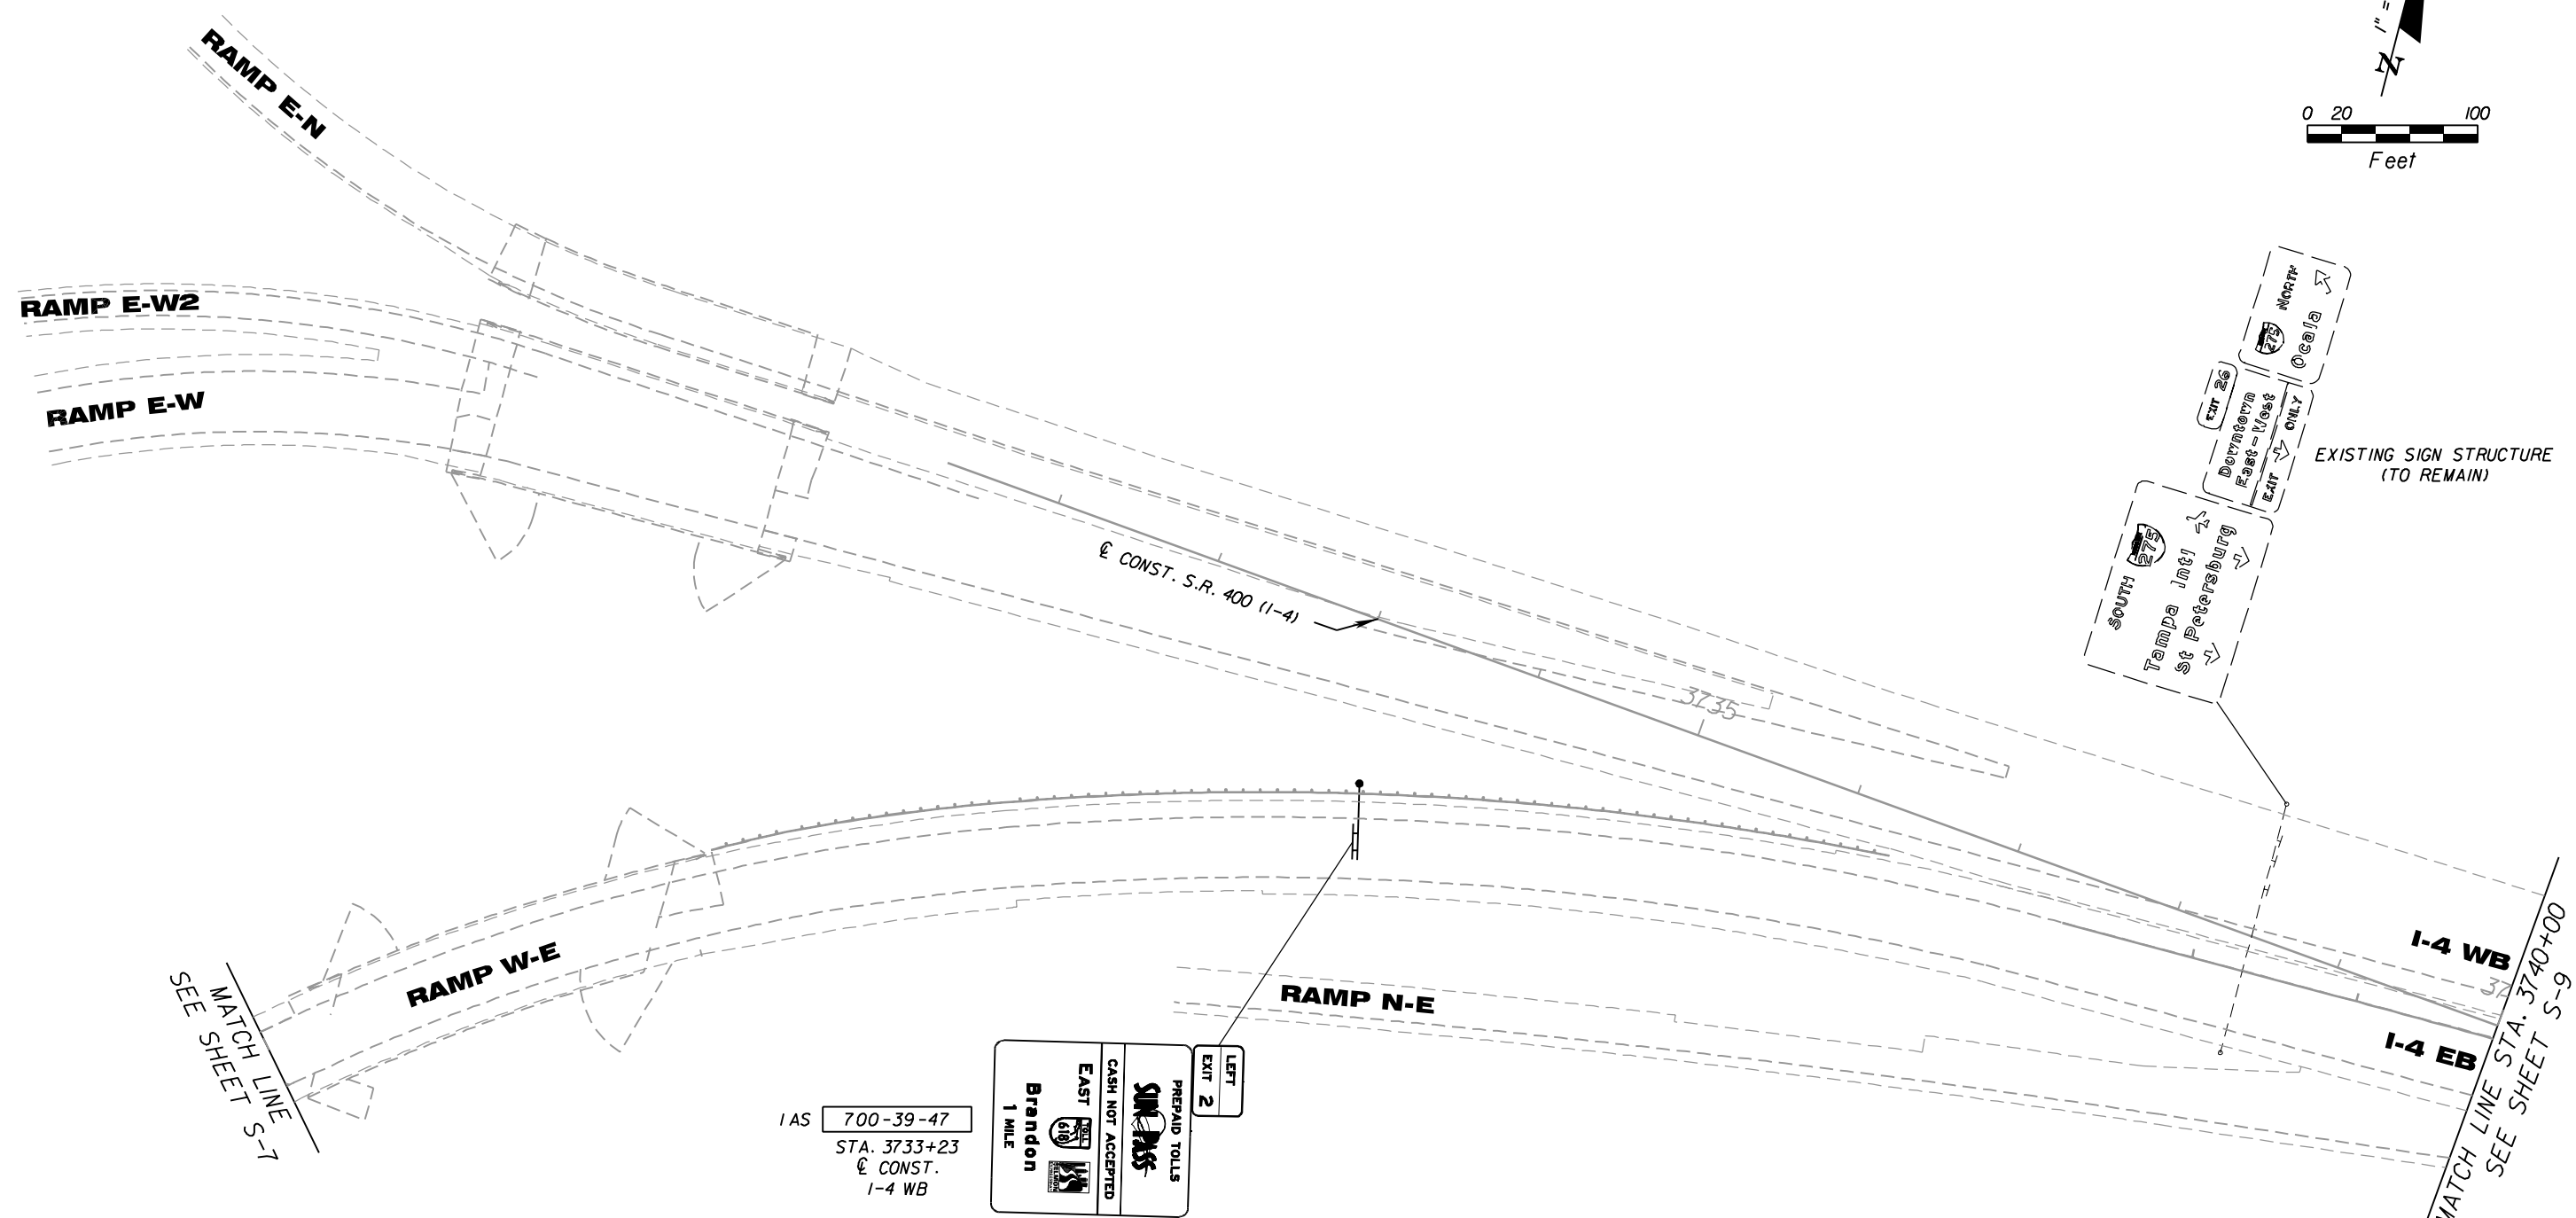 RAMP E-N
RAMP E-W2
RAMP E-W
1" =
N
0 20 100
Feet
NORTH
275
Ocala
EXIT 26
Downtown
East-West
EXIT ONLY
SOUTH
275
Tampa Intl
St Petersburg
EXISTING SIGN STRUCTURE
(TO REMAIN)
℄ CONST. S.R. 400 (I-4)
3735
RAMP W-E
MATCH LINE
SEE SHEET S-7
RAMP N-E
I-4 WB
37
I-4 EB
MATCH LINE STA. 3740+00
SEE SHEET S-9
1 AS 700-39-47
STA. 3733+23
℄ CONST.
I-4 WB
LEFT
EXIT 2
PREPAID TOLLS
SUNPASS
CASH NOT ACCEPTED
EAST
TOLL
618
Brandon
1 MILE